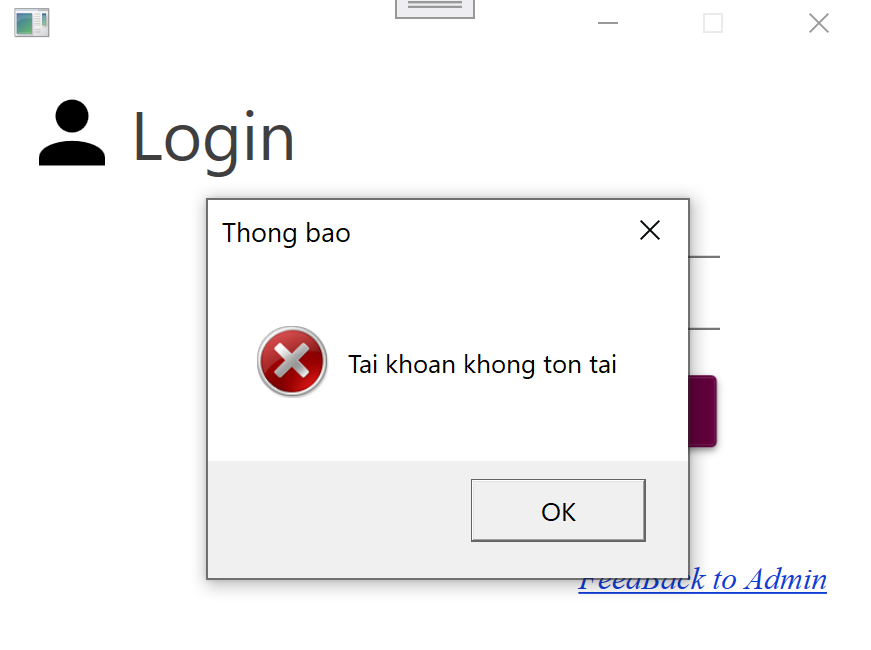 Login
Thong bao
Tai khoan khong ton tai
OK
FeedBack to Admin